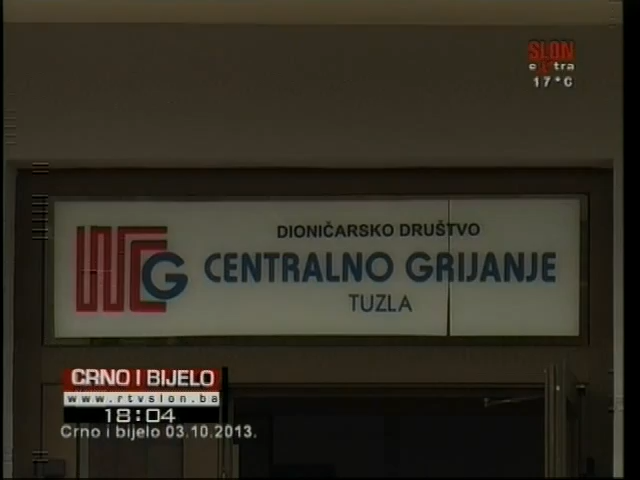 SLON
extra
17°C
DIONIČARSKO DRUŠTVO
CENTRALNO GRIJANJE
TUZLA
CRNO I BIJELO
www.rtvslon.ba
18:04
Crno i bijelo 03.10.2013.